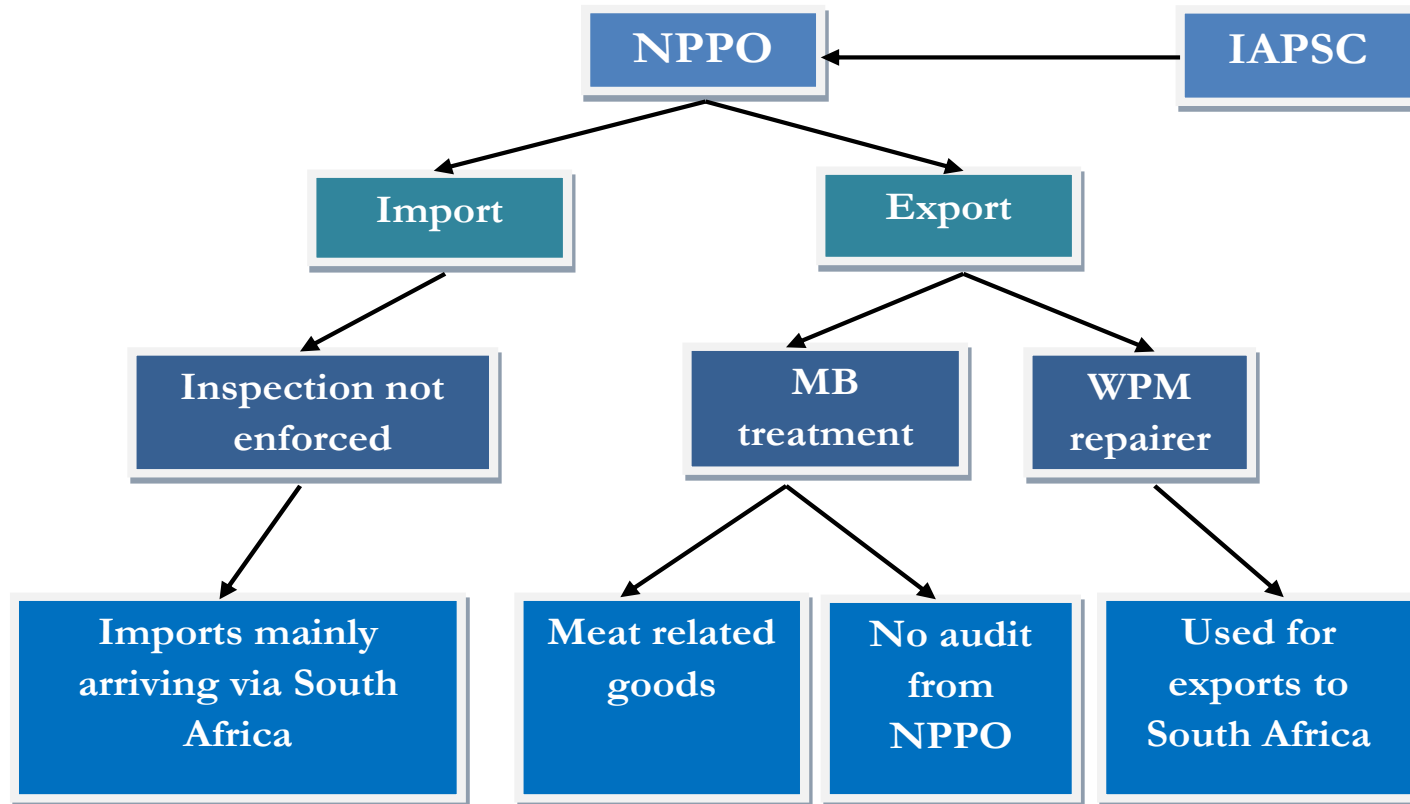 NPPO
IAPSC
Import
Export
Inspection not
enforced
MB
treatment
WPM
repairer
Imports mainly
arriving via South
Africa
Meat related
goods
No audit
from
NPPO
Used for
exports to
South Africa